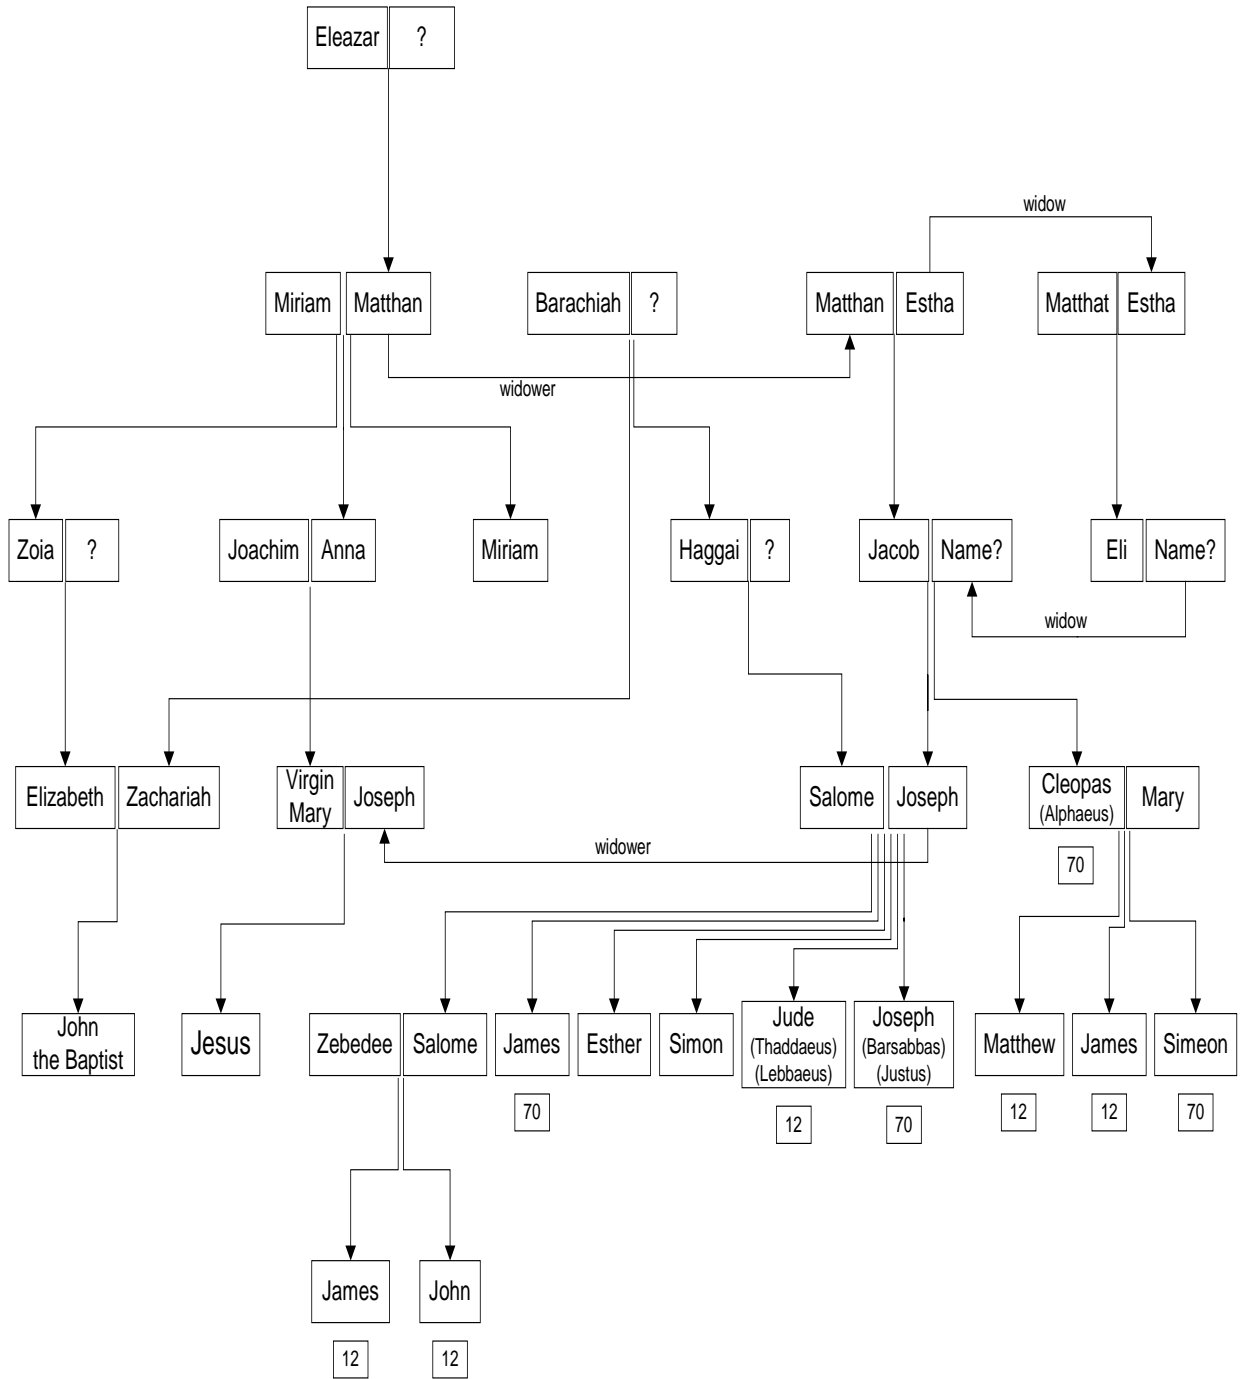 Eleazar
?
widow
Miriam
Matthan
Barachiah
?
Matthan
Estha
Matthat
Estha
widower
Zoia
?
Joachim
Anna
Miriam
Haggai
?
Jacob
Name?
Eli
Name?
widow
Elizabeth
Zachariah
Virgin
Mary
Joseph
Salome
Joseph
Cleopas
(Alphaeus)
Mary
widower
70
John
the Baptist
Jesus
Zebedee
Salome
James
Esther
Simon
Jude
(Thaddaeus)
(Lebbaeus)
Joseph
(Barsabbas)
(Justus)
Matthew
James
Simeon
70
12
70
12
12
70
James
John
12
12